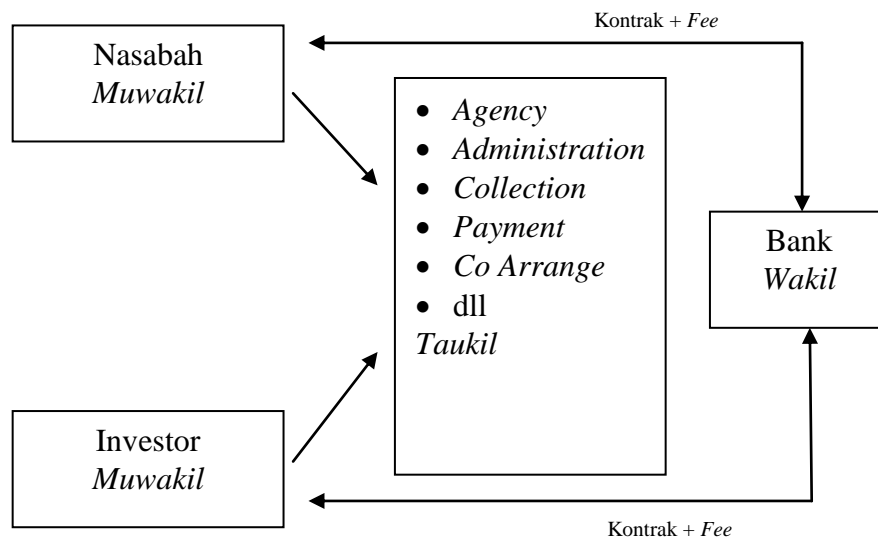 Kontrak + Fee
Nasabah
Muwakil
• Agency
• Administration
• Collection
• Payment
• Co Arrange
• dll
Taukil
Bank
Wakil
Investor
Muwakil
Kontrak + Fee